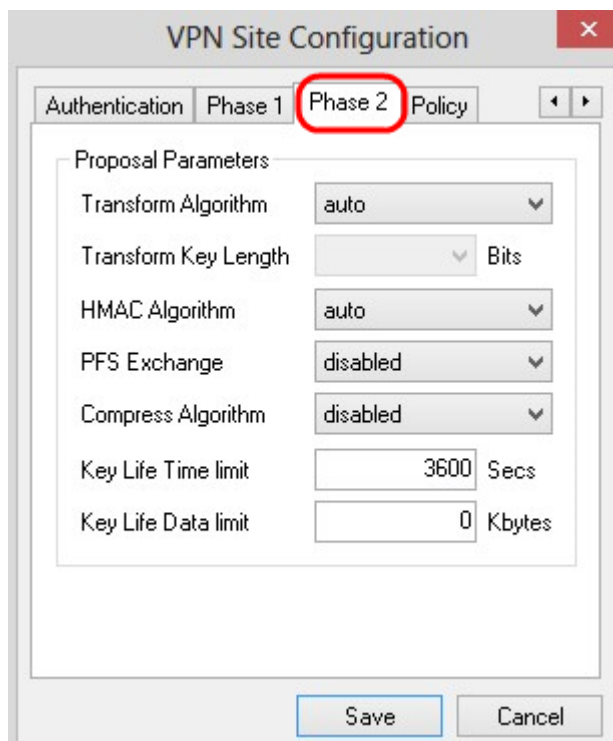 VPN Site Configuration
Authentication Phase 1 Phase 2 Policy
Proposal Parameters
Transform Algorithm auto
Transform Key Length Bits
HMAC Algorithm auto
PFS Exchange disabled
Compress Algorithm disabled
Key Life Time limit 3600 Secs
Key Life Data limit 0 Kbytes
Save Cancel